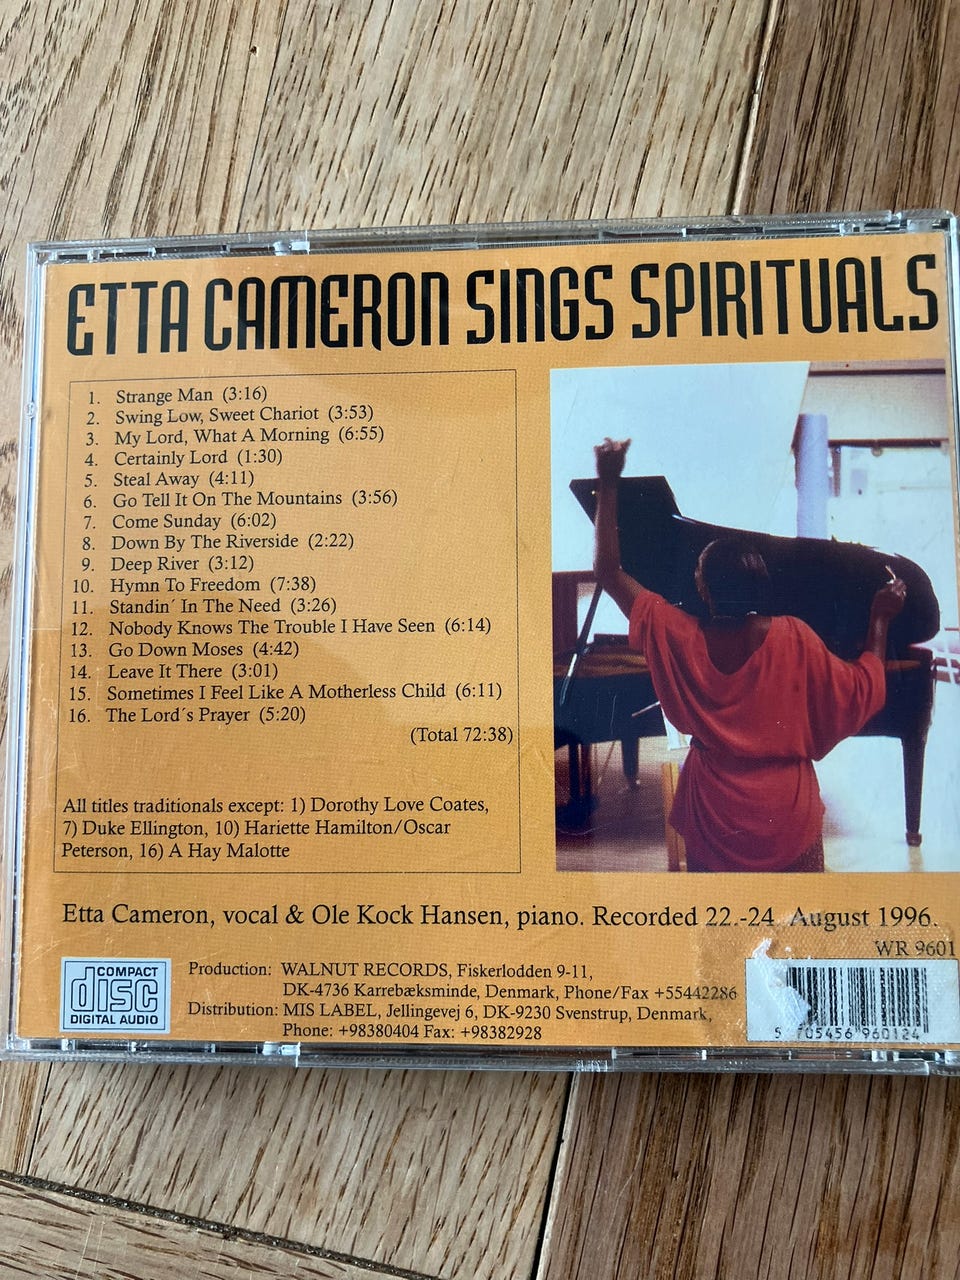 ETTA CAMERON SINGS SPIRITUALS
1. Strange Man (3:16)
2. Swing Low, Sweet Chariot (3:53)
3. My Lord, What A Morning (6:55)
4. Certainly Lord (1:30)
5. Steal Away (4:11)
6. Go Tell It On The Mountains (3:56)
7. Come Sunday (6:02)
8. Down By The Riverside (2:22)
9. Deep River (3:12)
10. Hymn To Freedom (7:38)
11. Standin´ In The Need (3:26)
12. Nobody Knows The Trouble I Have Seen (6:14)
13. Go Down Moses (4:42)
14. Leave It There (3:01)
15. Sometimes I Feel Like A Motherless Child (6:11)
16. The Lord´s Prayer (5:20)
(Total 72:38)
All titles traditionals except: 1) Dorothy Love Coates,
7) Duke Ellington, 10) Hariette Hamilton/Oscar
Peterson, 16) A Hay Malotte
Etta Cameron, vocal & Ole Kock Hansen, piano. Recorded 22.-24. August 1996.
WR 9601
COMPACT
disc
DIGITAL AUDIO
Production: WALNUT RECORDS, Fiskerlodden 9-11,
DK-4736 Karrebæksminde, Denmark, Phone/Fax +55442286
Distribution: MIS LABEL, Jellingevej 6, DK-9230 Svenstrup, Denmark,
Phone: +98380404 Fax: +98382928
5 705456 960124